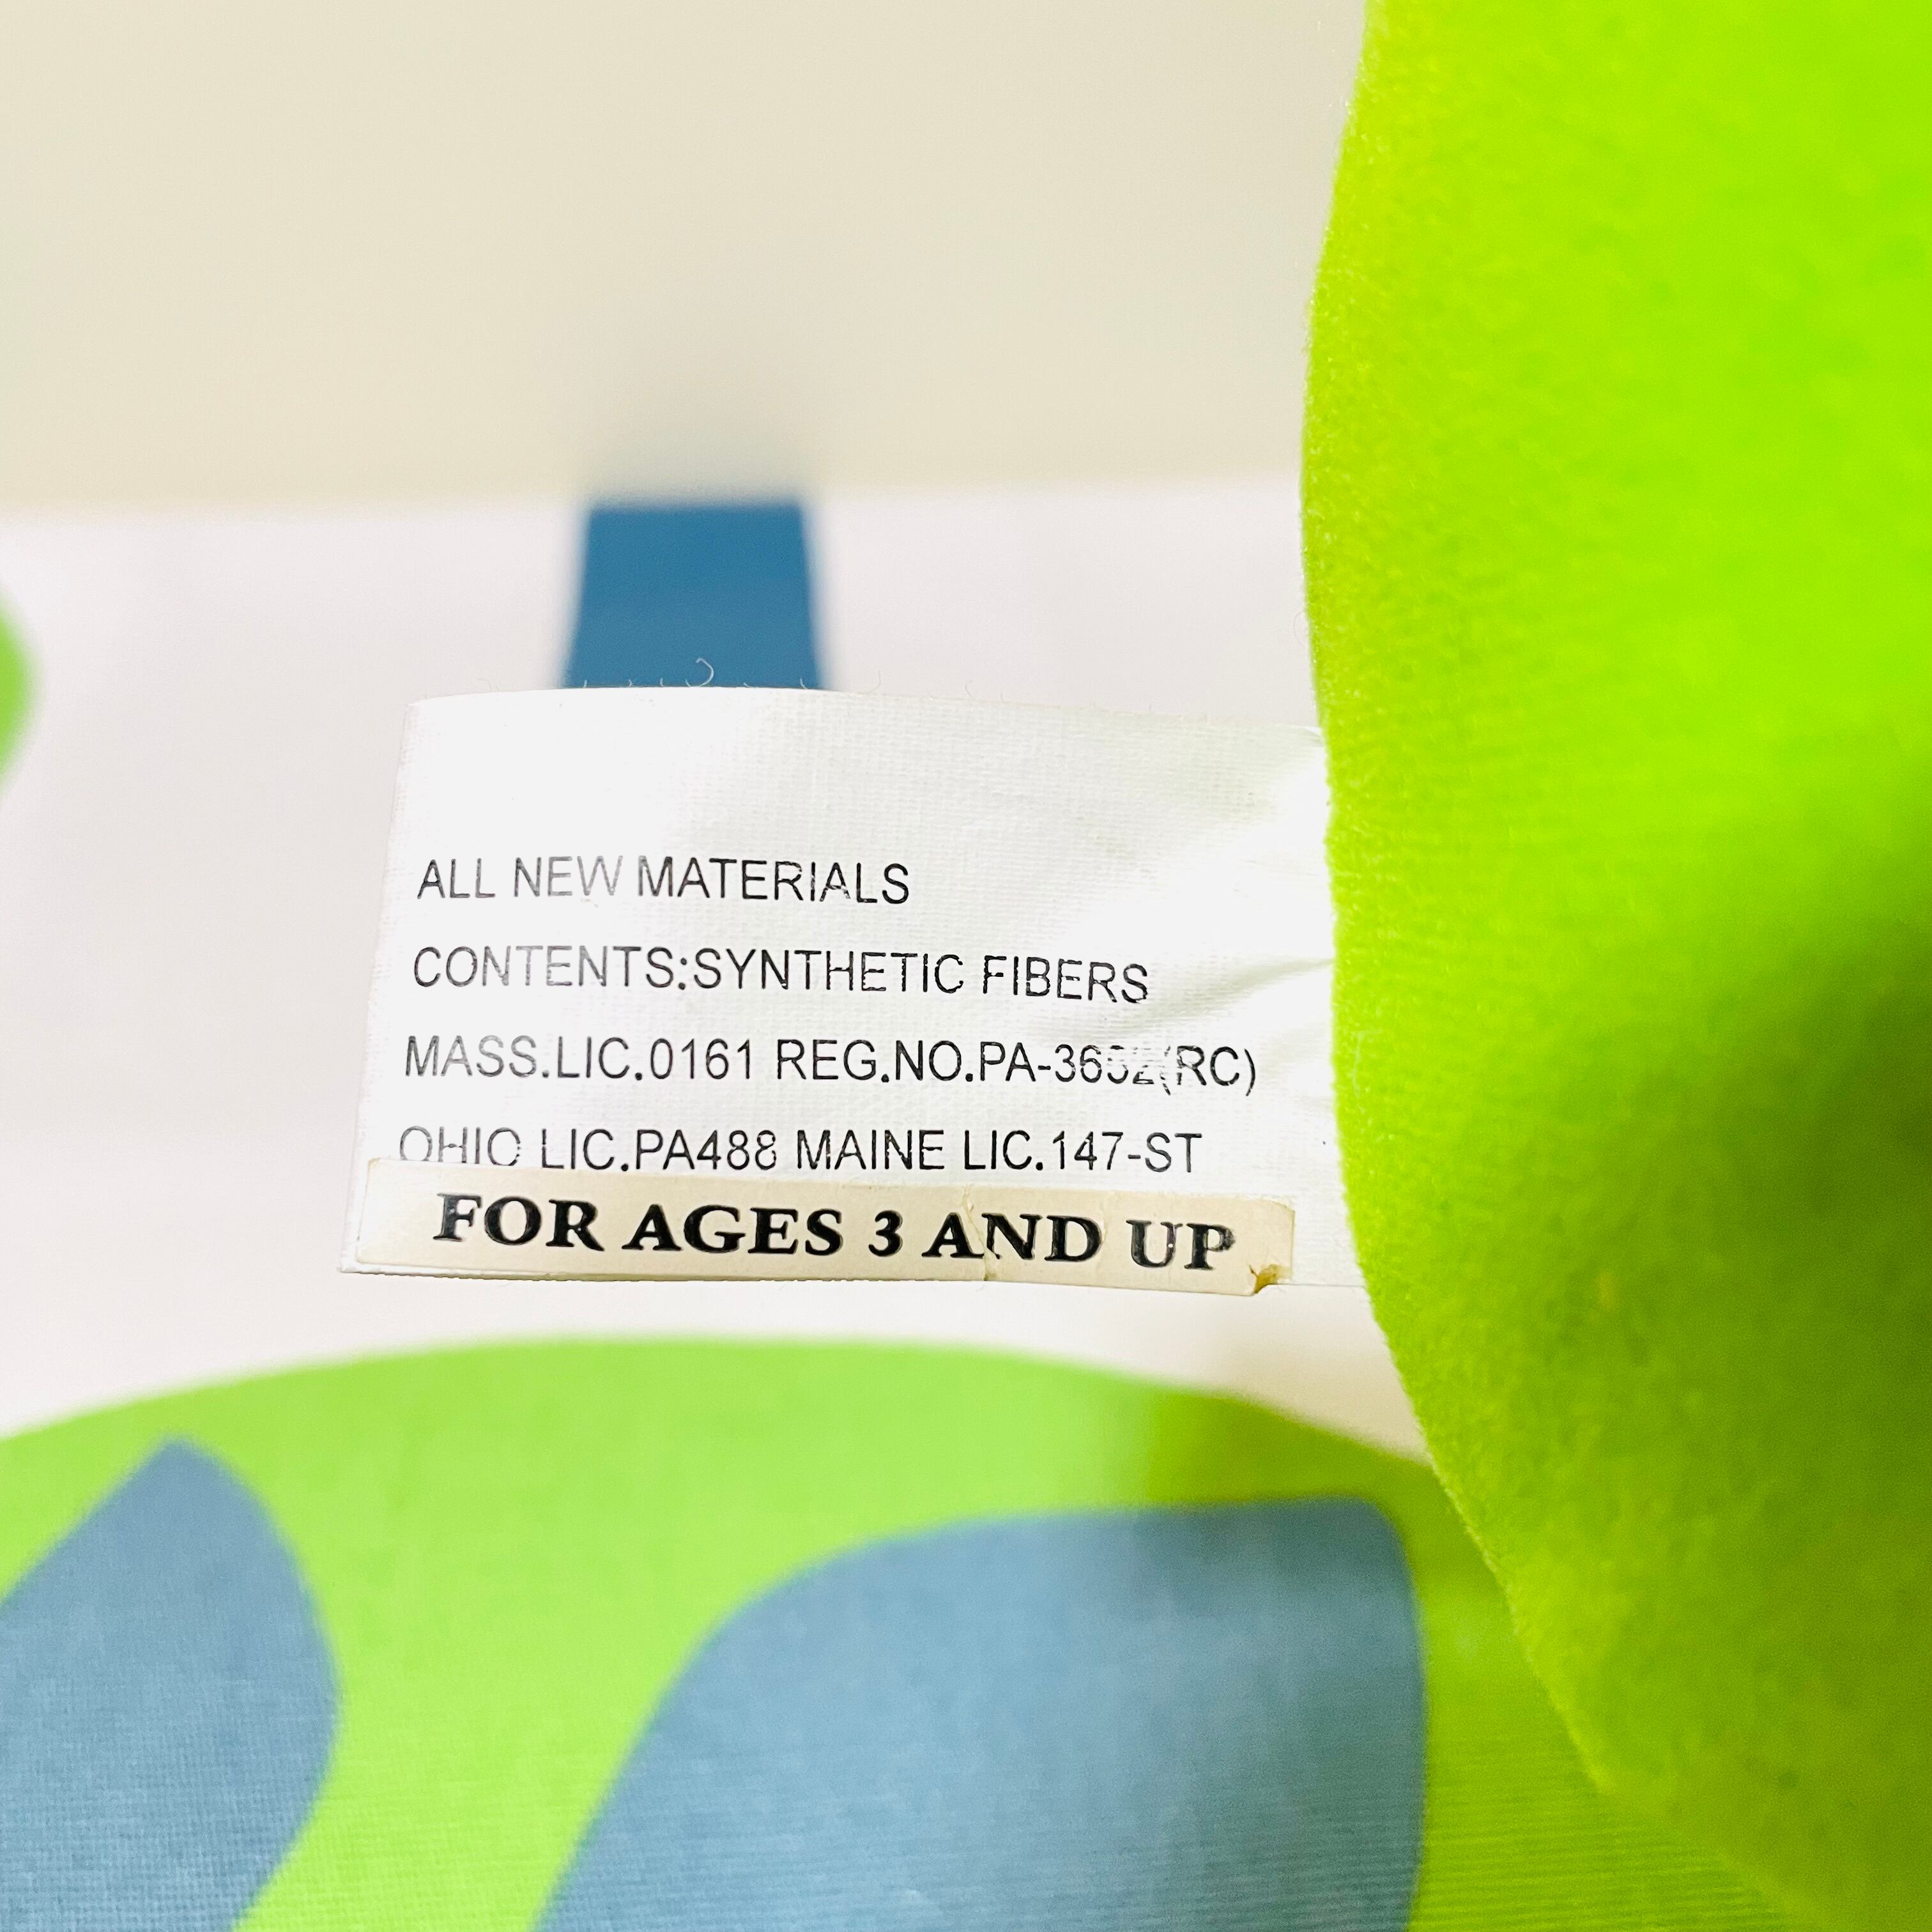 ALL NEW MATERIALS
CONTENTS:SYNTHETIC FIBERS
MASS.LIC.0161 REG.NO.
OHIO LIC.PA488 MAINE LIC.147-ST
FOR AGES 3 AND UP